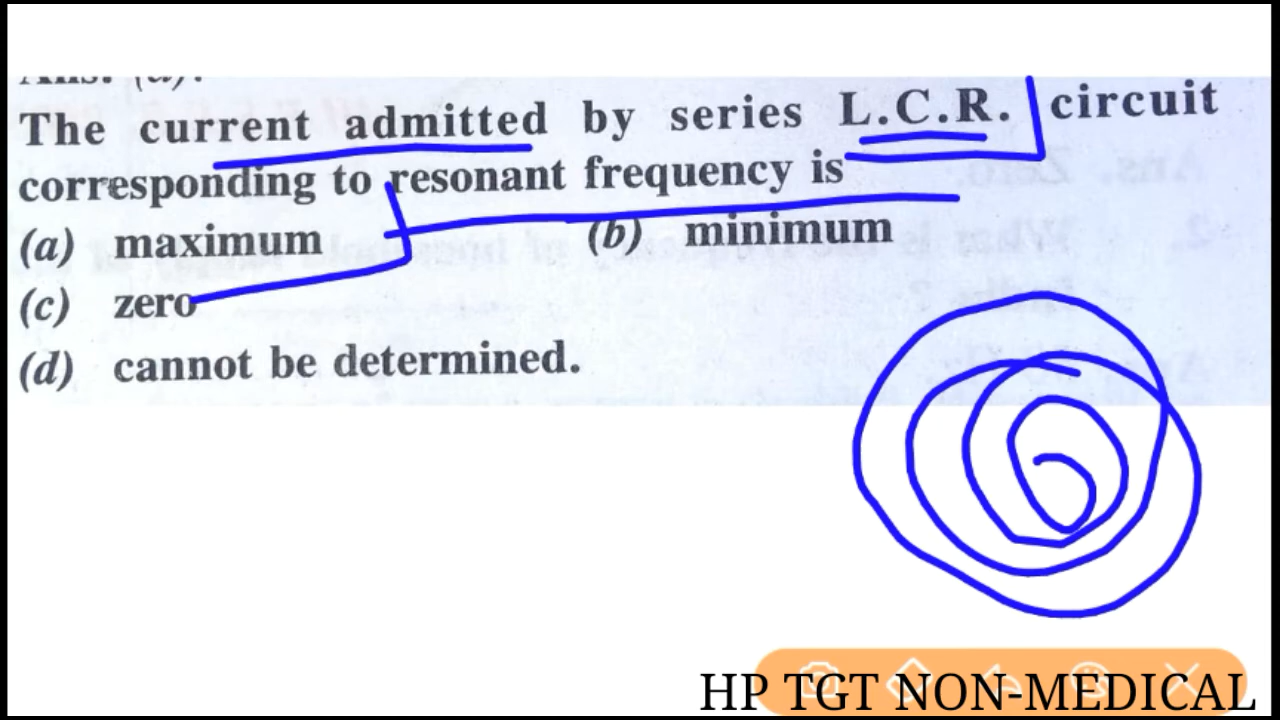 The current admitted by series L.C.R. circuit
corresponding to resonant frequency is
(a) maximum (b) minimum
(c) zero
(d) cannot be determined.
HP TGT NON-MEDICAL